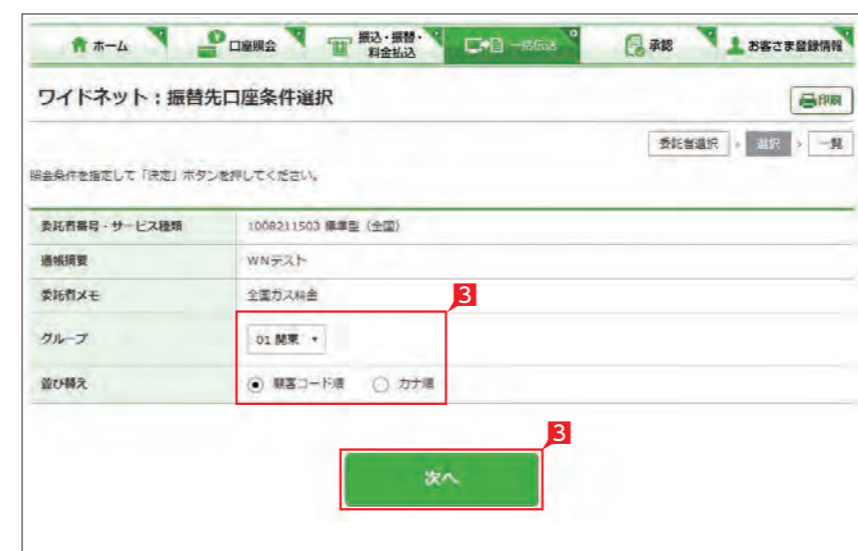 ホーム
口座照会
振込・振替・
料金払込
一括伝送
承認
お客さま登録情報
ワイドネット：振替先口座条件選択
印刷
委託者選択 › 選択 › 一覧
照会条件を指定して「決定」ボタンを押してください。
委託者番号・サービス種類 1008211503 標準型（全国）
通帳摘要 WNテスト
委託者メモ 全国ガス料金
3
グループ 01 関東
並び替え 顧客コード順 カナ順
3
次へ